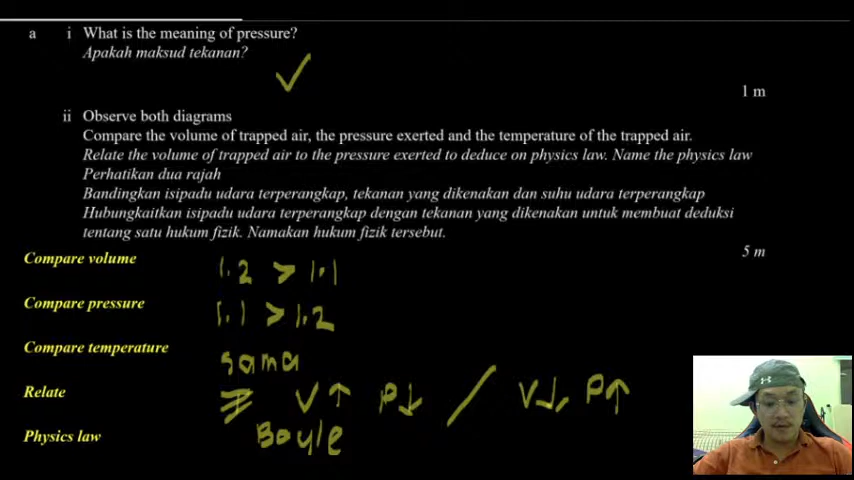 a i What is the meaning of pressure?
Apakah maksud tekanan?
1 m
ii Observe both diagrams
Compare the volume of trapped air, the pressure exerted and the temperature of the trapped air.
Relate the volume of trapped air to the pressure exerted to deduce on physics law. Name the physics law
Perhatikan dua rajah
Bandingkan isipadu udara terperangkap, tekanan yang dikenakan dan suhu udara terperangkap
Hubungkaitkan isipadu udara terperangkap dengan tekanan yang dikenakan untuk membuat deduksi
tentang satu hukum fizik. Namakan hukum fizik tersebut.
5 m
Compare volume 1.2 > 1.1
Compare pressure 1.1 > 1.2
Compare temperature sama
Relate V↑ P↓ / V↓, P↑
Physics law Boyle